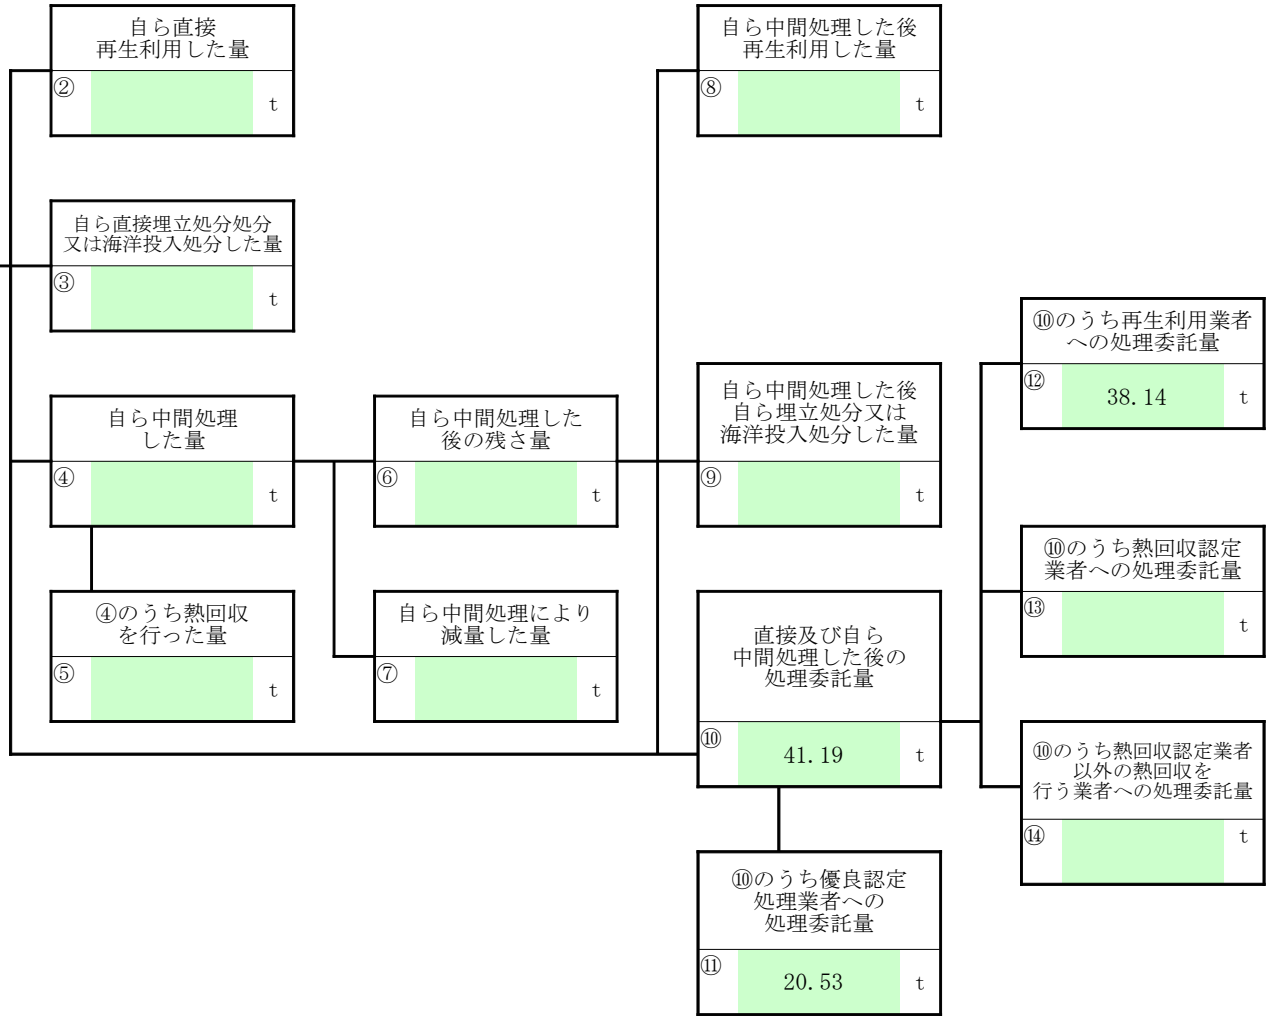 自ら直接
再生利用した量
②
t
自ら中間処理した後
再生利用した量
⑧
t
自ら直接埋立処分処分
又は海洋投入処分した量
③
t
⑩のうち再生利用業者
への処理委託量
⑫
38.14
t
自ら中間処理
した量
④
t
自ら中間処理した
後の残さ量
⑥
t
自ら中間処理した後
自ら埋立処分又は
海洋投入処分した量
⑨
t
⑩のうち熱回収認定
業者への処理委託量
⑬
t
④のうち熱回収
を行った量
⑤
t
自ら中間処理により
減量した量
⑦
t
直接及び自ら
中間処理した後の
処理委託量
⑩
41.19
t
⑩のうち熱回収認定業者
以外の熱回収を
行う業者への処理委託量
⑭
t
⑩のうち優良認定
処理業者への
処理委託量
⑪
20.53
t